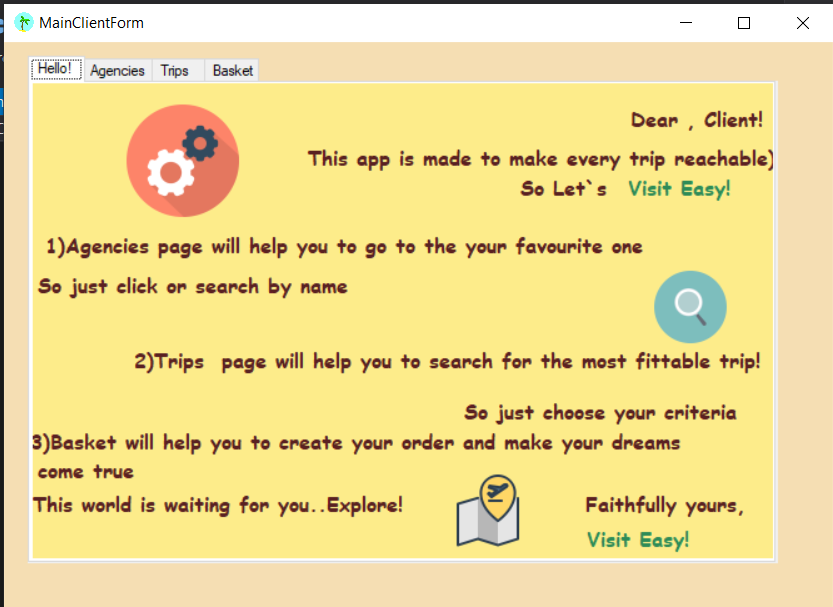 MainClientForm
Hello! Agencies Trips Basket
Dear , Client!
This app is made to make every trip reachable)
So Let`s Visit Easy!
1)Agencies page will help you to go to the your favourite one
So just click or search by name
2)Trips page will help you to search for the most fittable trip!
So just choose your criteria
3)Basket will help you to create your order and make your dreams
come true
This world is waiting for you..Explore!
Faithfully yours,
Visit Easy!